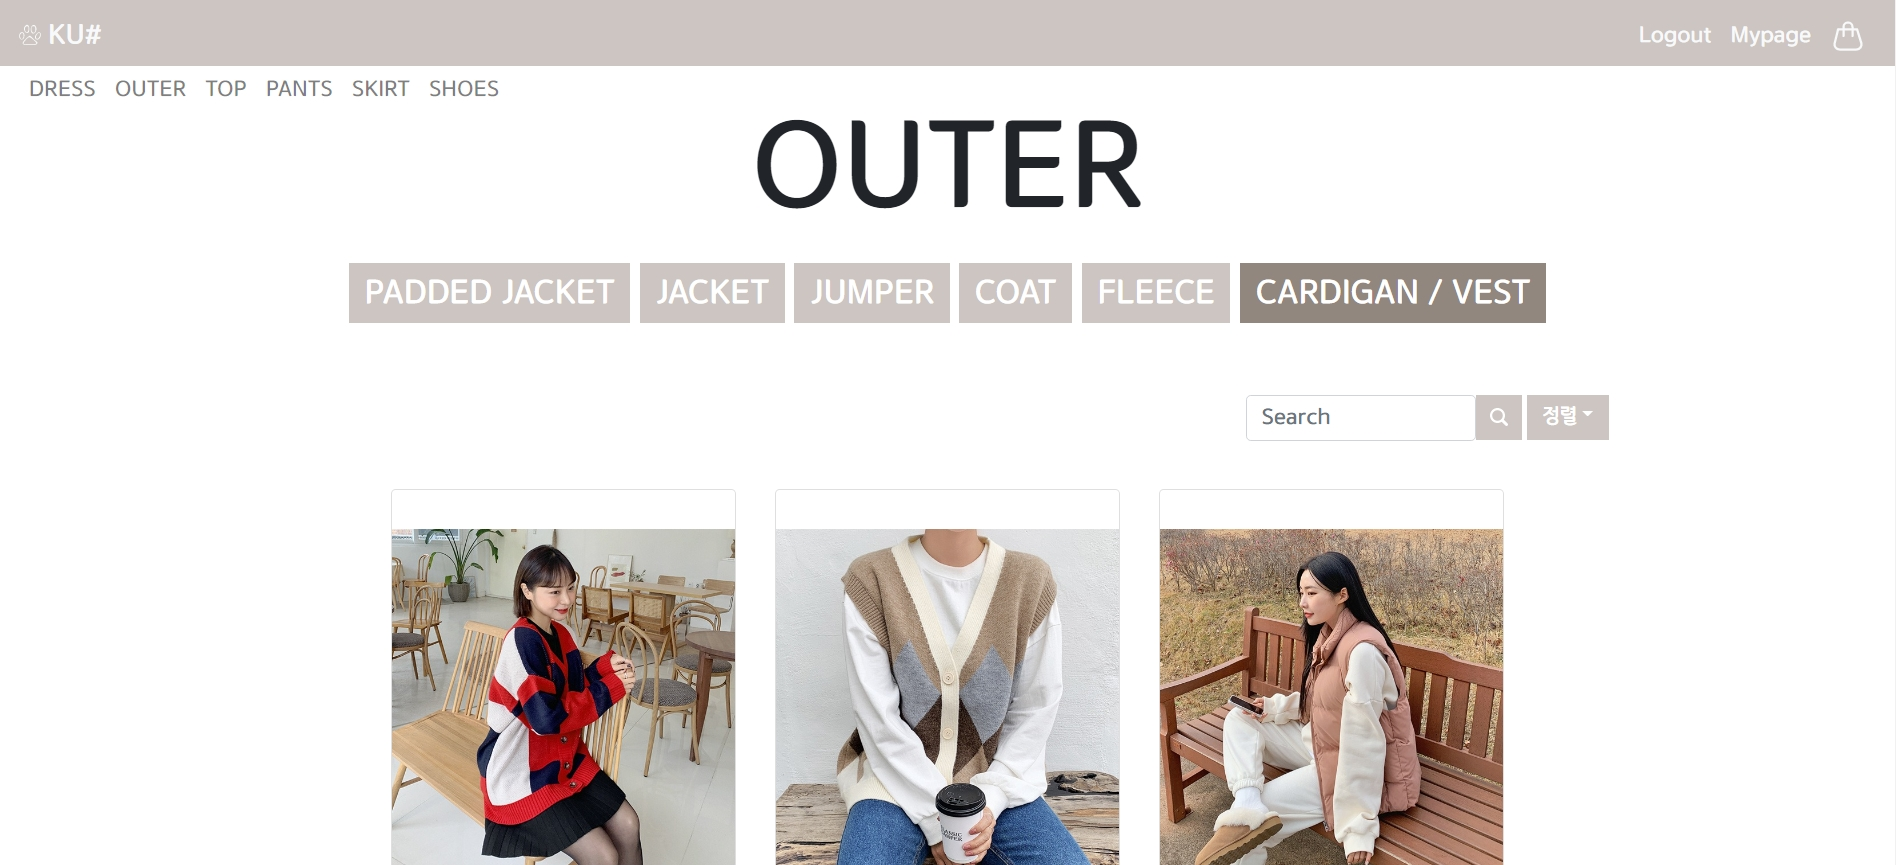 KU#
Logout Mypage
DRESS OUTER TOP PANTS SKIRT SHOES
OUTER
PADDED JACKET JACKET JUMPER COAT FLEECE CARDIGAN / VEST
Search 정렬
CLASSIC